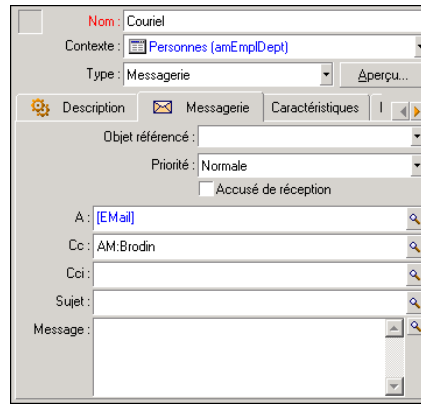 Nom : Couriel
Contexte : Personnes (amEmplDept)
Type : Messagerie Aperçu...
Description Messagerie Caractéristiques
Objet référencé :
Priorité : Normale
Accusé de réception
A : [EMail]
Cc : AM:Brodin
Cci :
Sujet :
Message :